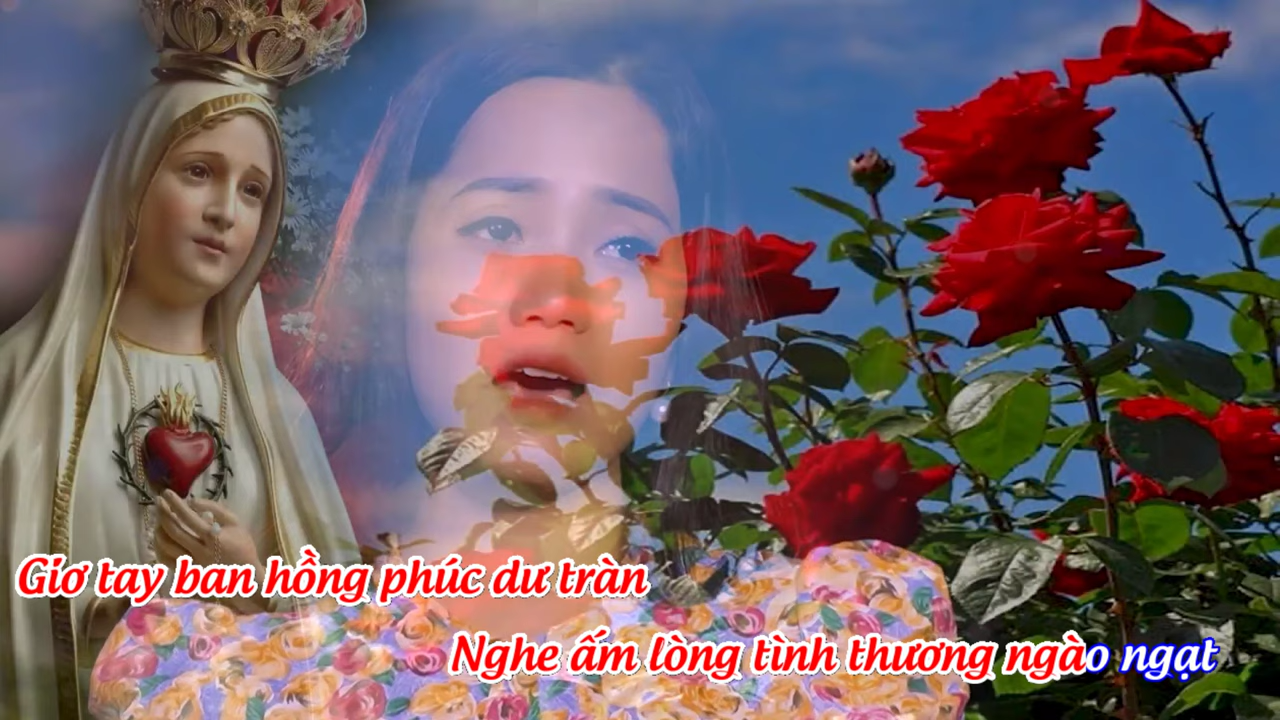 Giơ tay ban hồng phúc dư tràn
Nghe ấm lòng tình thương ngào ngạt